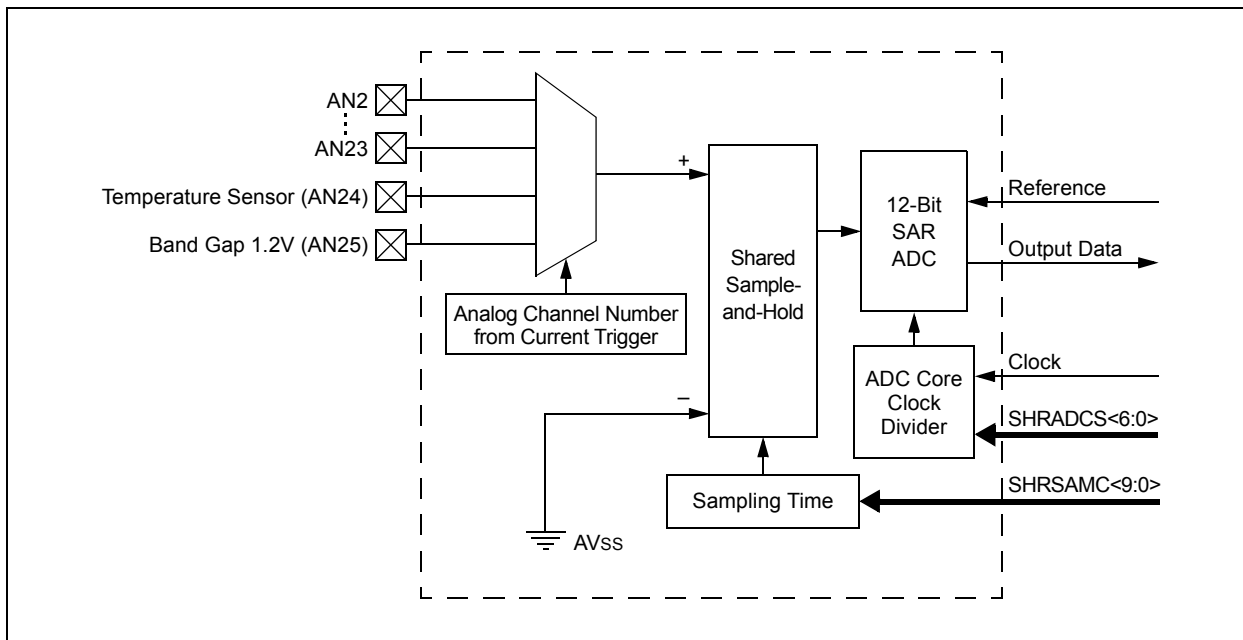 AN2
AN23
Temperature Sensor (AN24)
Band Gap 1.2V (AN25)
Analog Channel Number
from Current Trigger
+
–
AVSS
Shared
Sample-
and-Hold
Sampling Time
12-Bit
SAR
ADC
ADC Core
Clock
Divider
Reference
Output Data
Clock
SHRADCS<6:0>
SHRSAMC<9:0>